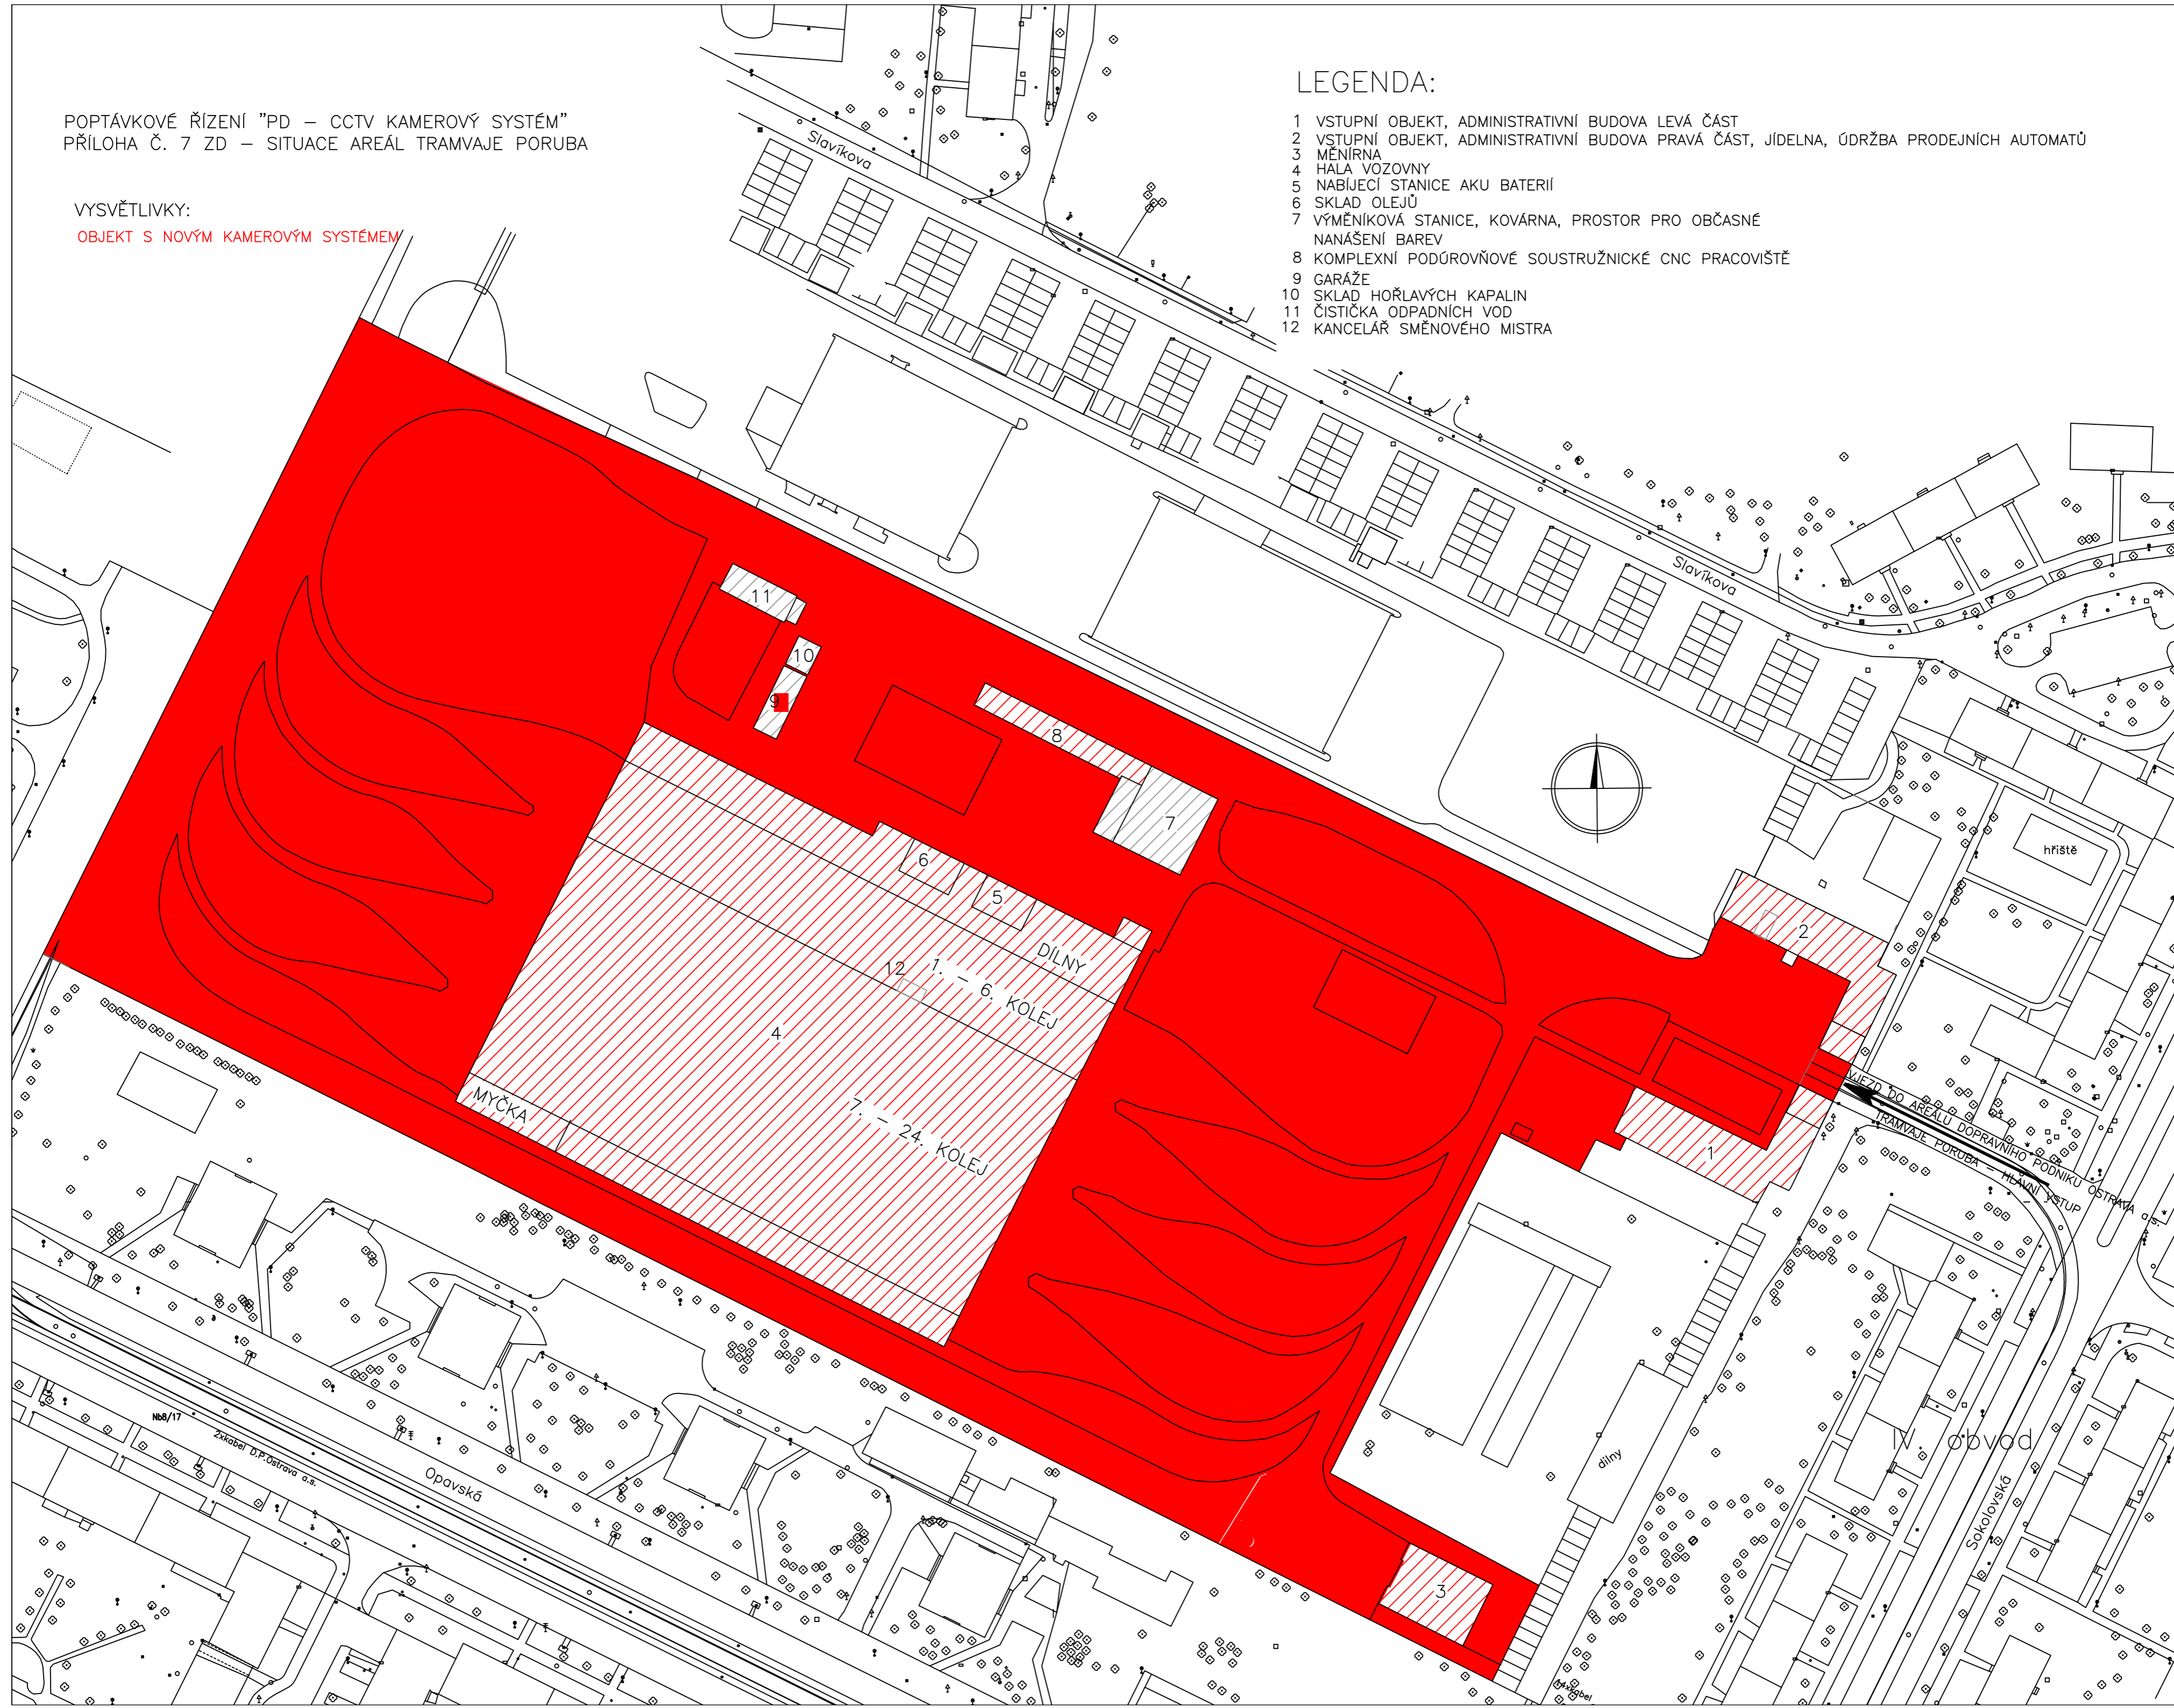 POPTÁVKOVÉ ŘÍZENÍ "PD – CCTV KAMEROVÝ SYSTÉM"
PŘÍLOHA Č. 7 ZD – SITUACE AREÁL TRAMVAJE PORUBA
VYSVĚTLIVKY:
OBJEKT S NOVÝM KAMEROVÝM SYSTÉMEM
LEGENDA:
1 VSTUPNÍ OBJEKT, ADMINISTRATIVNÍ BUDOVA LEVÁ ČÁST
2 VSTUPNÍ OBJEKT, ADMINISTRATIVNÍ BUDOVA PRAVÁ ČÁST, JÍDELNA, ÚDRŽBA PRODEJNÍCH AUTOMATŮ
3 MĚNÍRNA
4 HALA VOZOVNY
5 NABÍJECÍ STANICE AKU BATERIÍ
6 SKLAD OLEJŮ
7 VÝMĚNÍKOVÁ STANICE, KOVÁRNA, PROSTOR PRO OBČASNÉ
NANÁŠENÍ BAREV
8 KOMPLEXNÍ PODÚROVŇOVÉ SOUSTRUŽNICKÉ CNC PRACOVIŠTĚ
9 GARÁŽE
10 SKLAD HOŘLAVÝCH KAPALIN
11 ČISTIČKA ODPADNÍCH VOD
12 KANCELÁŘ SMĚNOVÉHO MISTRA
Slavíkova
Slavíkova
11
10
9
8
7
6
5
DÍLNY
12
1. – 6. KOLEJ
4
7. – 24. KOLEJ
MYČKA
hřiště
2
1
VJEZD DO AREÁLU DOPRAVNÍHO PODNIKU OSTRAVA a.s.
TRAMVAJE PORUBA – HLAVNÍ VSTUP
3
dílny
IV. obvod
Sokolovská
Nb8/17
2xkabel D.P.Ostrava a.s.
Opavská